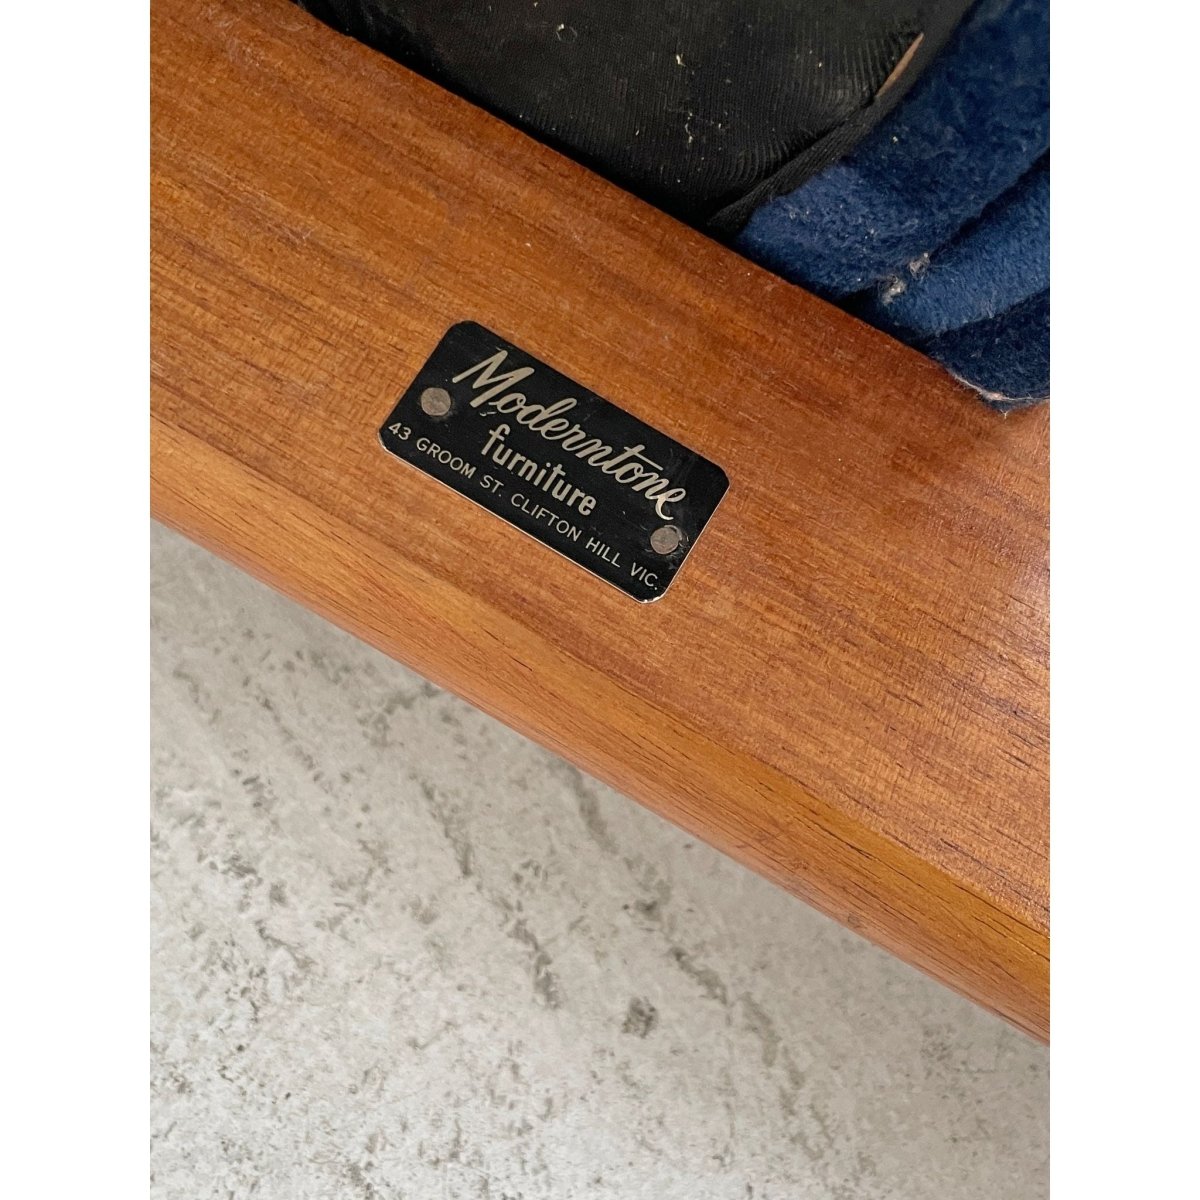 Moderntone
furniture
43 GROOM ST. CLIFTON HILL VIC.